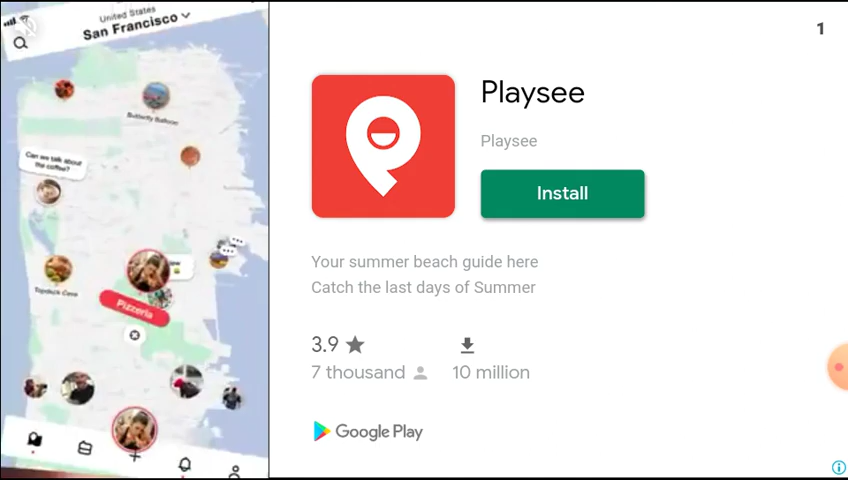 United States
San Francisco
Butterfly Balloon
Can we talk about
the coffee?
Pizzeria
1
Playsee
Playsee
Install
Your summer beach guide here
Catch the last days of Summer
3.9
7 thousand
10 million
Google Play